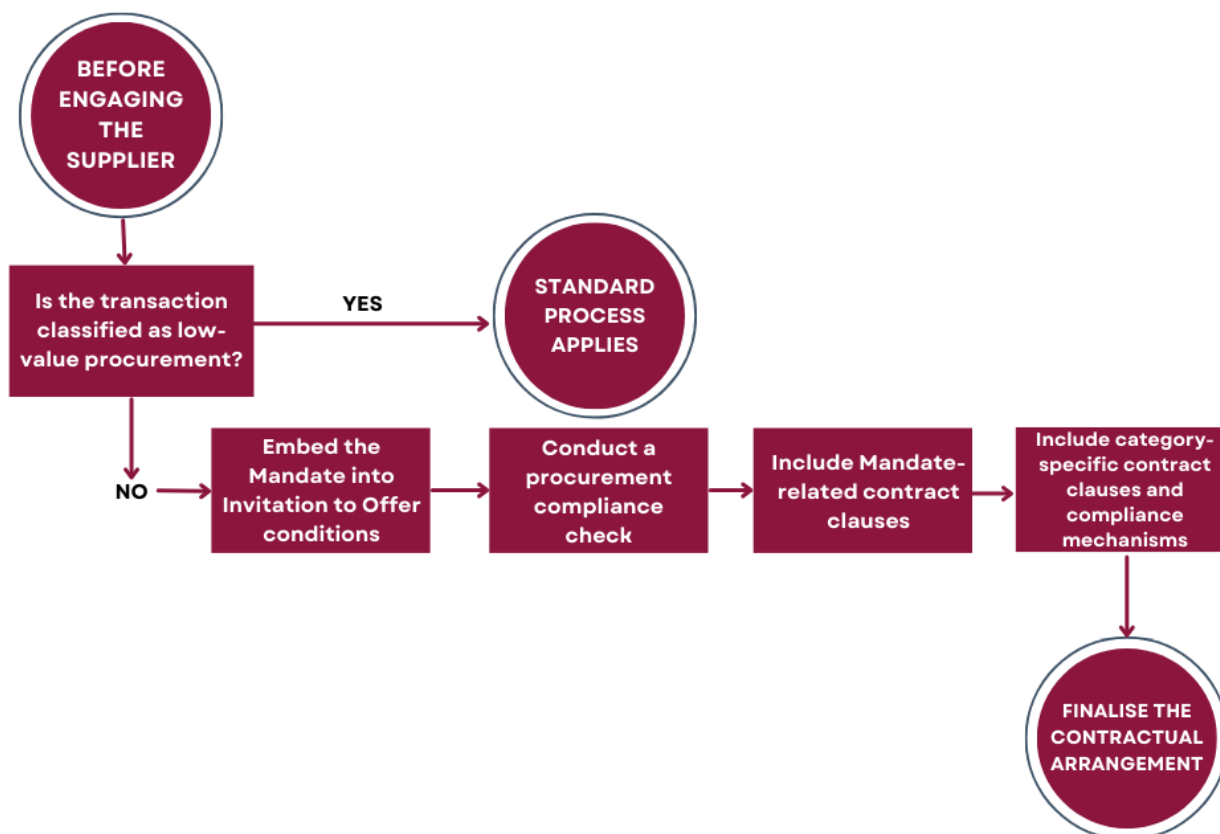 BEFORE
ENGAGING
THE
SUPPLIER
Is the transaction
classified as low-
value procurement?
YES
STANDARD
PROCESS
APPLIES
NO
Embed the
Mandate into
Invitation to Offer
conditions
Conduct a
procurement
compliance
check
Include Mandate-
related contract
clauses
Include category-
specific contract
clauses and
compliance
mechanisms
FINALISE THE
CONTRACTUAL
ARRANGEMENT